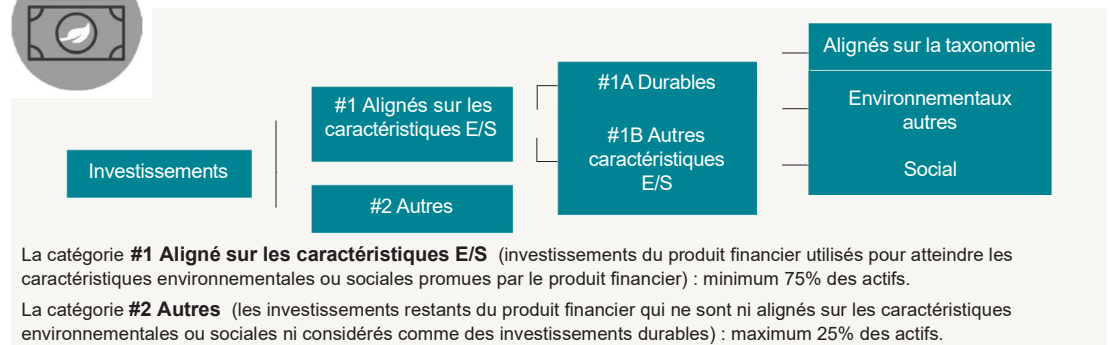 Investissements
#1 Alignés sur les
caractéristiques E/S
#2 Autres
#1A Durables
#1B Autres
caractéristiques
E/S
Alignés sur la taxonomie
Environnementaux
autres
Social
La catégorie #1 Aligné sur les caractéristiques E/S (investissements du produit financier utilisés pour atteindre les
caractéristiques environnementales ou sociales promues par le produit financier) : minimum 75% des actifs.
La catégorie #2 Autres (les investissements restants du produit financier qui ne sont ni alignés sur les caractéristiques
environnementales ou sociales ni considérés comme des investissements durables) : maximum 25% des actifs.